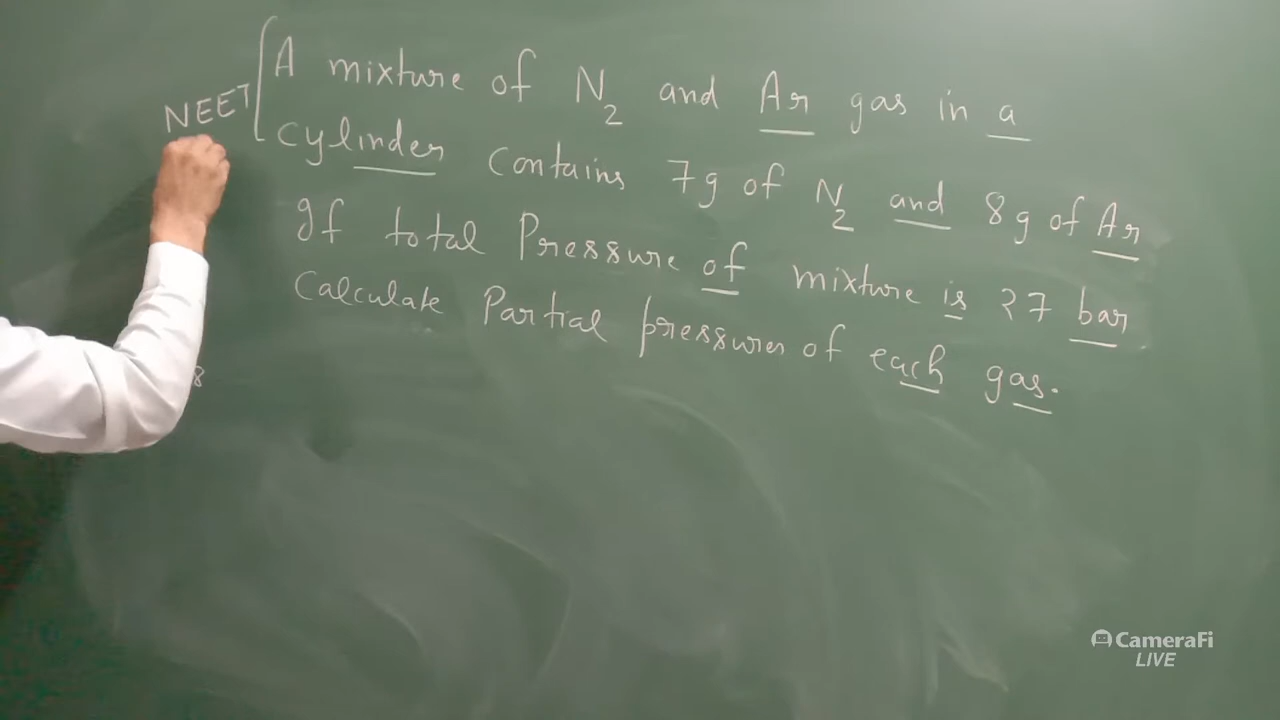 NEET
A mixture of N₂ and Ar gas in a
cylinder contains 7g of N₂ and 8g of Ar
If total Pressure of mixture is 27 bar
Calculate Partial pressures of each gas.
8
CameraFi
LIVE